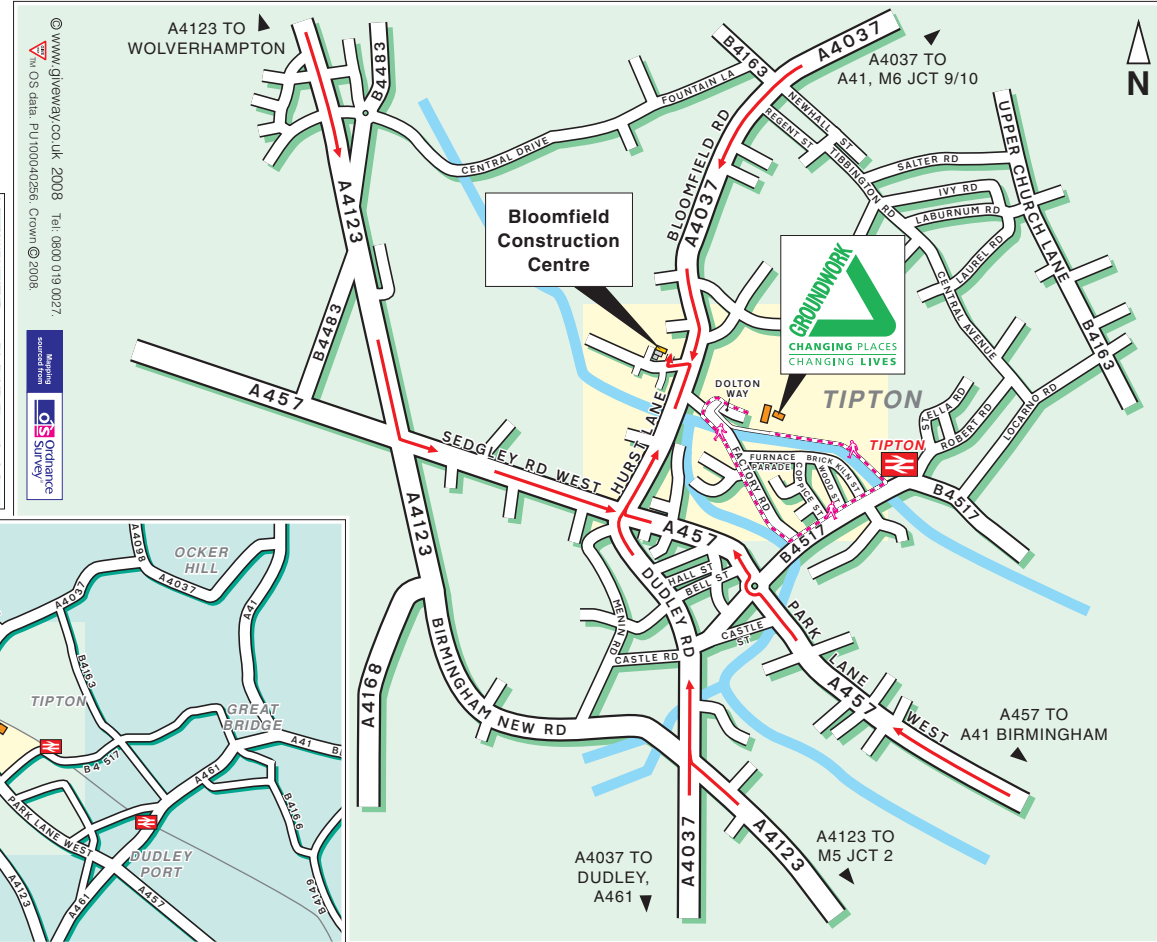 A4123 TO
WOLVERHAMPTON
B4483
B4163
A4037
A4037 TO
A41, M6 JCT 9/10
N
© www.giveway.co.uk 2008 Tel: 0800 019 0027.
TM OS data. PU100040256. Crown © 2008.
Mapping
sourced from
OS
Ordnance
Survey®
FOUNTAIN LA
CENTRAL DRIVE
BLOOMFIELD RD
A4037
NEWHALL ST
REGENT ST
TIBBINGTON RD
SALTER RD
IVY RD
LABURNUM RD
LAUREL RD
UPPER CHURCH LANE
B4163
CENTRAL AVENUE
A4123
B4483
Bloomfield
Construction
Centre
GROUNDWORK
CHANGING PLACES
CHANGING LIVES
A457
SEDGLEY RD WEST
HURST LANE
DOLTON
WAY
TIPTON
TIPTON
STELLA RD
ROBERT RD
LOCARNO RD
FURNACE
PARADE
BRICK KILN ST
WOOD ST
COPPICE ST
FACTORY RD
B4517
B4517
A4123
A457
DUDLEY RD
HALL ST
BELL ST
MENIN RD
CASTLE RD
CASTLE
ST
PARK LANE WEST
A457
A4168
BIRMINGHAM NEW RD
A457 TO
A41 BIRMINGHAM
A4037
A4123
A4123 TO
M5 JCT 2
A4037 TO
DUDLEY,
A461
A4098
OCKER
HILL
A4037
A4037
A41
B4163
TIPTON
GREAT
BRIDGE
A41
B4517
A461
B4166
PARK LANE WEST
DUDLEY
PORT
A4123
A461
A457
B4149